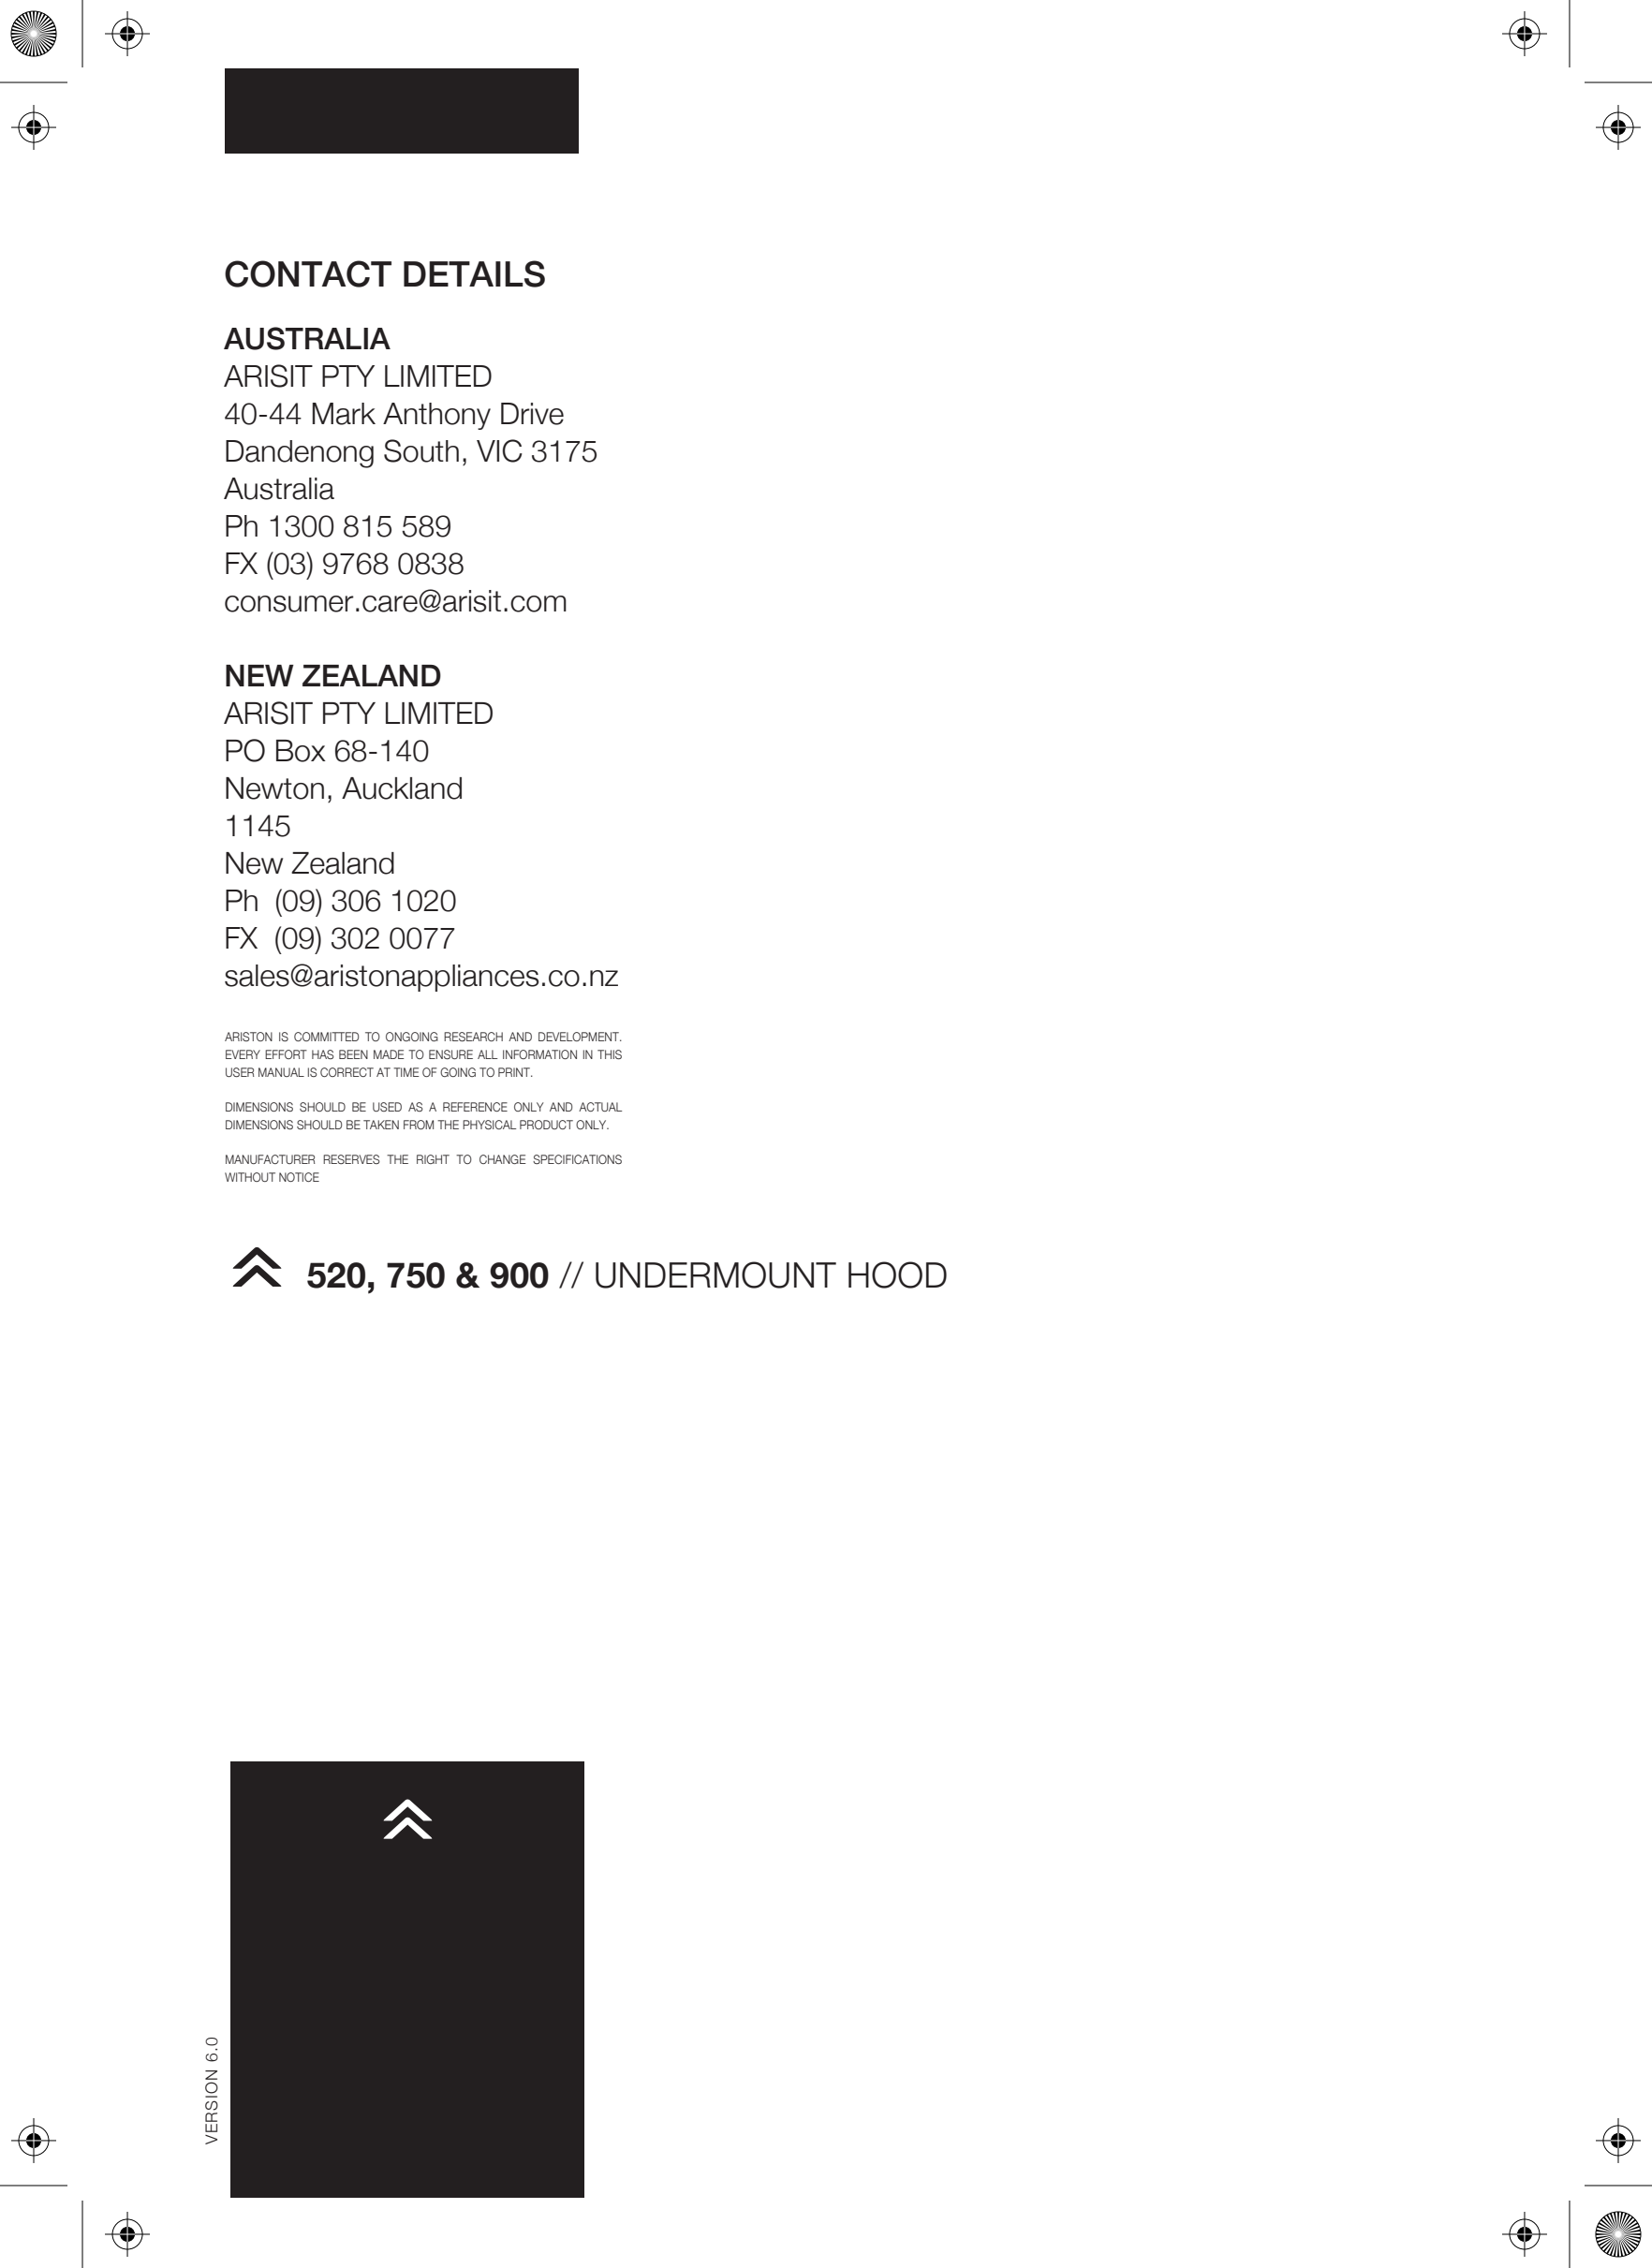 CONTACT DETAILS
AUSTRALIA
ARISIT PTY LIMITED
40-44 Mark Anthony Drive
Dandenong South, VIC 3175
Australia
Ph 1300 815 589
FX (03) 9768 0838
consumer.care@arisit.com
NEW ZEALAND
ARISIT PTY LIMITED
PO Box 68-140
Newton, Auckland
1145
New Zealand
Ph (09) 306 1020
FX (09) 302 0077
sales@aristonappliances.co.nz
ARISTON IS COMMITTED TO ONGOING RESEARCH AND DEVELOPMENT.
EVERY EFFORT HAS BEEN MADE TO ENSURE ALL INFORMATION IN THIS
USER MANUAL IS CORRECT AT TIME OF GOING TO PRINT.
DIMENSIONS SHOULD BE USED AS A REFERENCE ONLY AND ACTUAL
DIMENSIONS SHOULD BE TAKEN FROM THE PHYSICAL PRODUCT ONLY.
MANUFACTURER RESERVES THE RIGHT TO CHANGE SPECIFICATIONS
WITHOUT NOTICE
520, 750 & 900 // UNDERMOUNT HOOD
VERSION 6.0